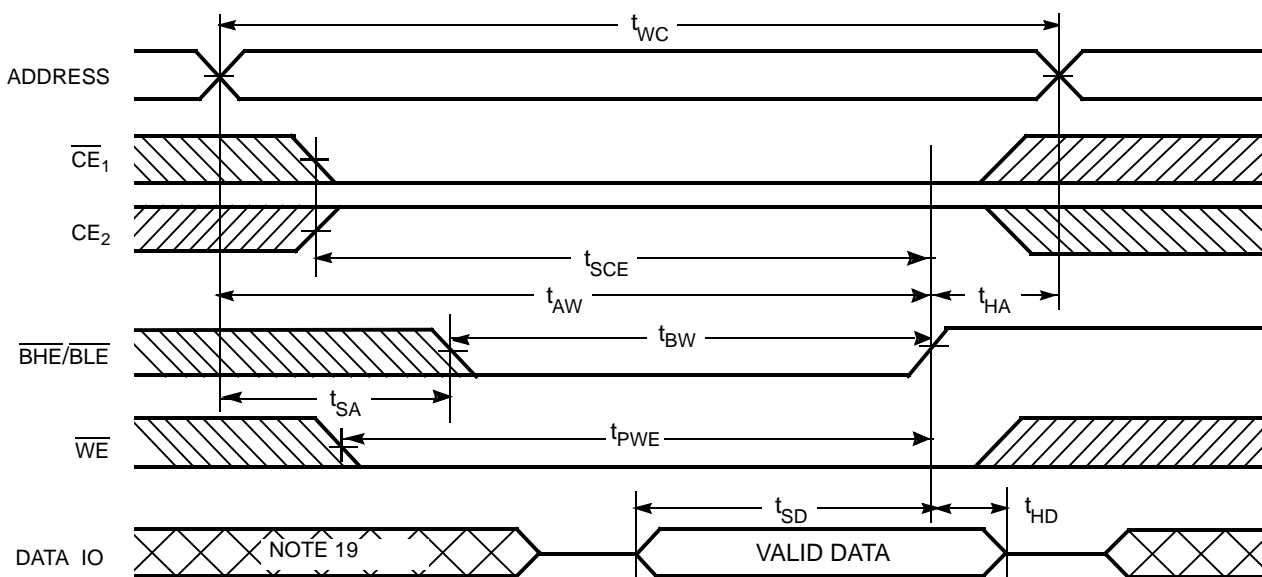 tWC
ADDRESS
CE1
CE2
tSCE
tAW
tHA
BHE/BLE
tBW
tSA
WE
tPWE
tSD
tHD
DATA IO
NOTE 19
VALID DATA